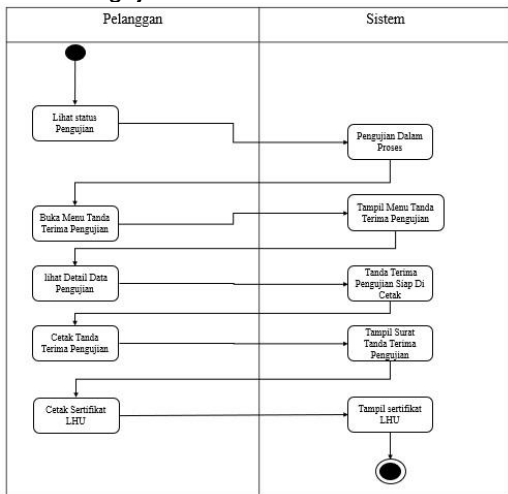 Pelanggan
Sistem
Lihat status
Pengujian
Pengujian Dalam
Proses
Buka Menu Tanda
Terima Pengujian
Tampil Menu Tanda
Terima Pengujian
lihat Detail Data
Pengujian
Tanda Terima
Pengujian Siap Di
Cetak
Cetak Tanda
Terima Pengujian
Tampil Surat
Tanda Terima
Pengujian
Cetak Sertifikat
LHU
Tampil sertifikat
LHU